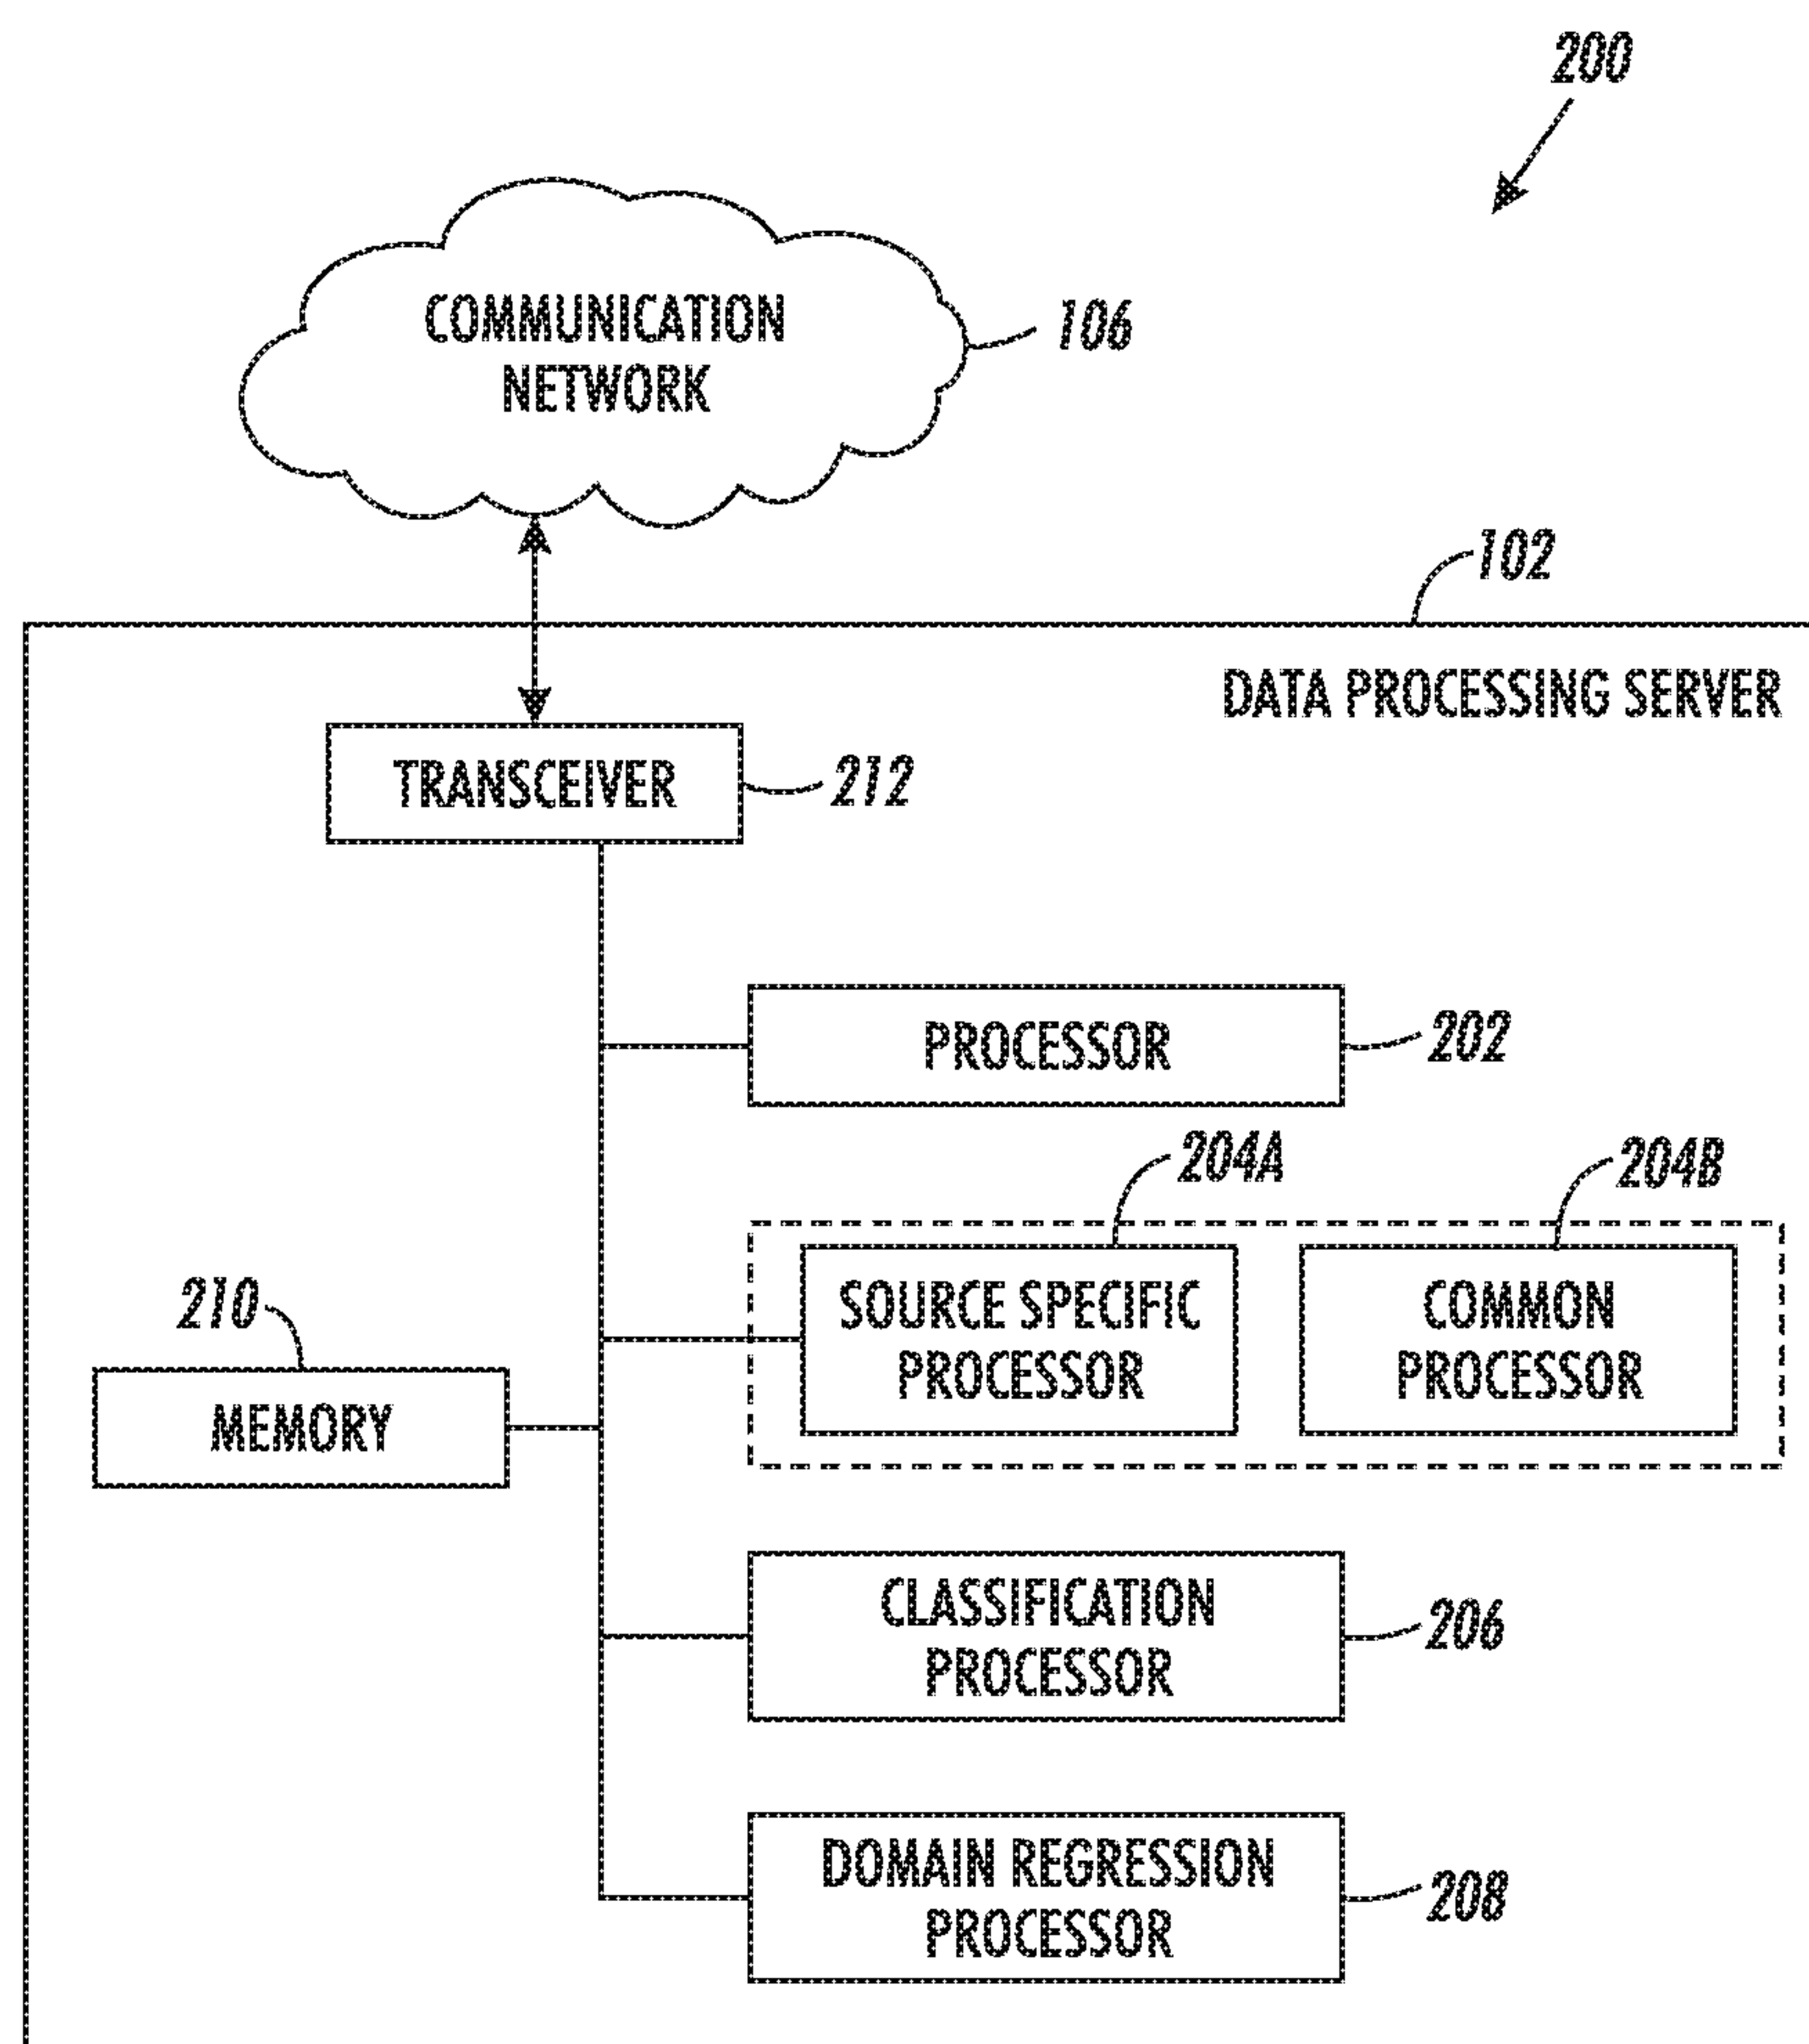 200
COMMUNICATION
NETWORK
106
102
DATA PROCESSING SERVER
TRANSCEIVER
212
PROCESSOR
202
204A
204B
SOURCE SPECIFIC
PROCESSOR
COMMON
PROCESSOR
210
MEMORY
CLASSIFICATION
PROCESSOR
206
DOMAIN REGRESSION
PROCESSOR
208